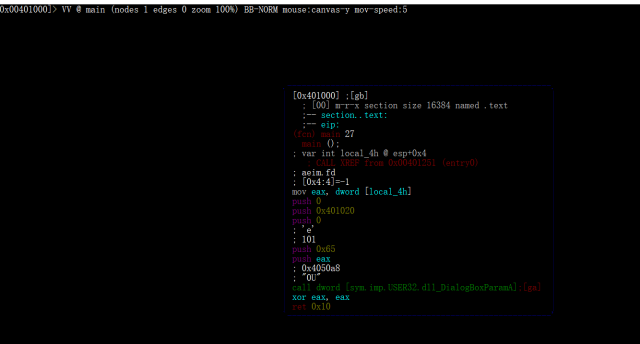 0x00401000]> VV @ main (nodes 1 edges 0 zoom 100%) BB-NORM mouse:canvas-y mov-speed:5
[0x401000] ;[gb]
; [00] m-r-x section size 16384 named .text
;-- section..text:
;-- eip:
(fcn) main 27
main ();
; var int local_4h @ esp+0x4
; CALL XREF from 0x00401251 (entry0)
; aeim.fd
; [0x4:4]=-1
mov eax, dword [local_4h]
push 0
push 0x401020
push 0
; 'e'
; 101
push 0x65
push eax
; 0x4050a8
; "0U"
call dword [sym.imp.USER32.dll_DialogBoxParamA];[ga]
xor eax, eax
ret 0x10